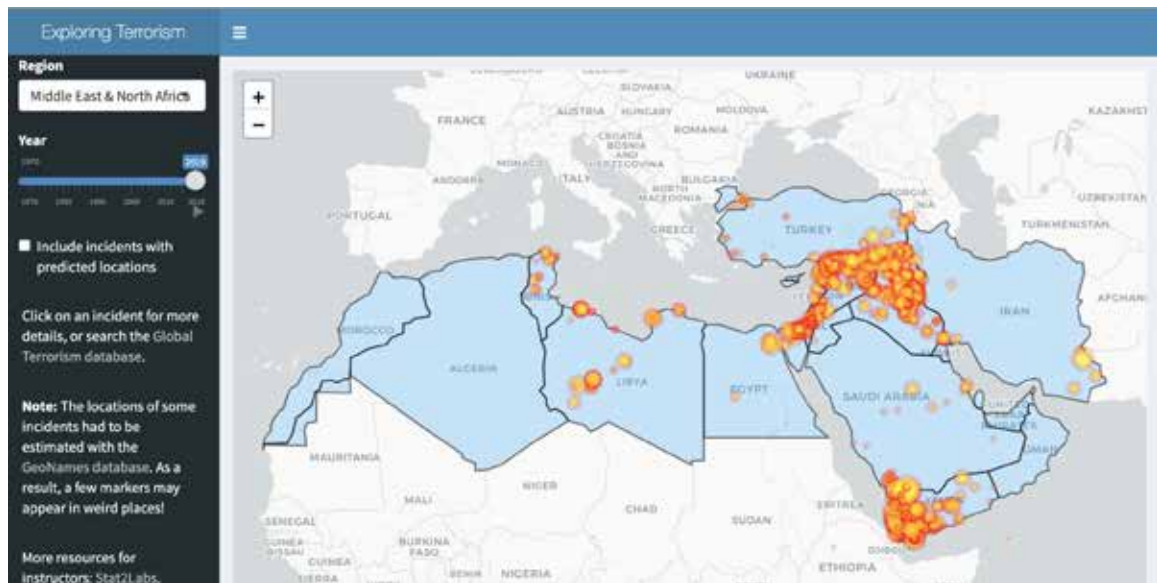 Exploring Terrorism
Region
Middle East & North Africa
Year
1970
Include incidents with
predicted locations
Click on an incident for more
details, or search the Global
Terrorism database.
Note: The locations of some
incidents had to be
estimated with the
GeoNames database. As a
result, a few markers may
appear in weird places!
More resources for
instructors: Stat2Labs.
+
−
UKRAINE
SLOVAKIA
FRANCE
AUSTRIA
HUNGARY
MOLDOVA
KAZAKHST
CROATIA
ROMANIA
BOSNIA
AND
HERZEGOVINA
MONACO
ANDORRA
ITALY
BULGARIA
GEORGIA
UZBEKISTAN
NORTH
MACEDONIA
PORTUGAL
GREECE
TURKEY
TURKMENISTAN
AFGHAN
IRAN
MOROCCO
ALGERIA
LIBYA
EGYPT
SAUDI ARABIA
OMAN
MAURITANIA
MALI
NIGER
CHAD
SUDAN
ERITREA
SENEGAL
BURKINA
FASO
GUINEA
BENIN
NIGERIA
ETHIOPIA